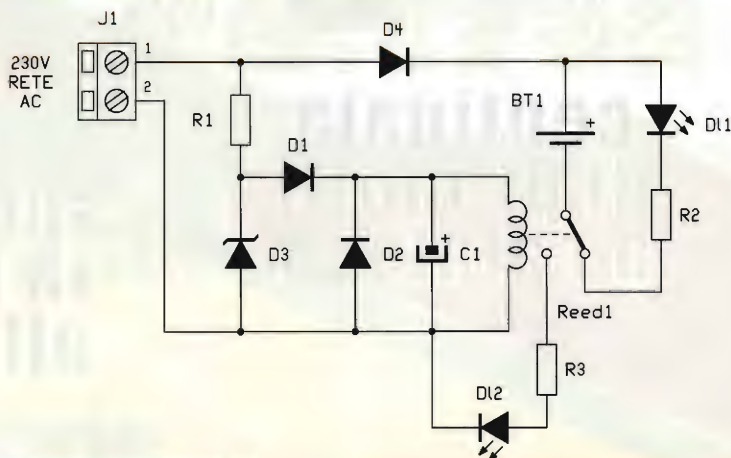 J1
230V
RETE
AC
1
2
D4
R1
D1
D3
D2
C1
+
BT1
+
Dl1
R2
Reed1
R3
Dl2